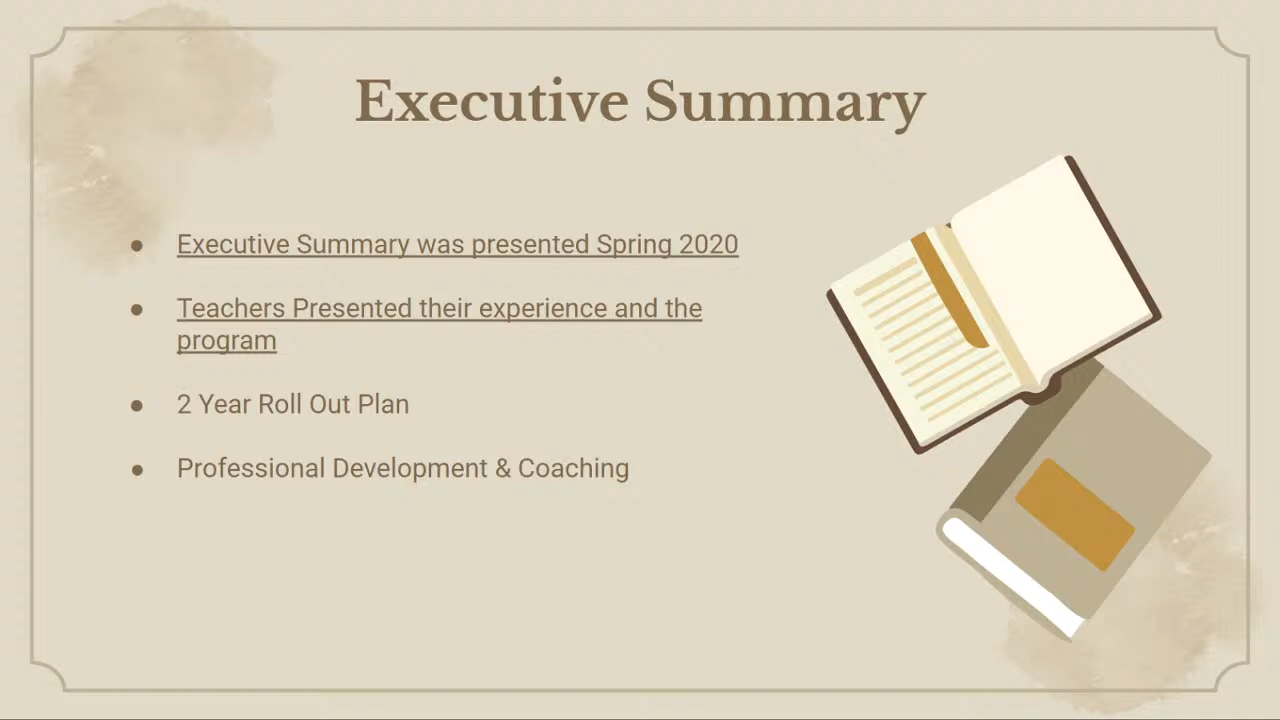 Executive Summary
● Executive Summary was presented Spring 2020
● Teachers Presented their experience and the
program
● 2 Year Roll Out Plan
● Professional Development & Coaching